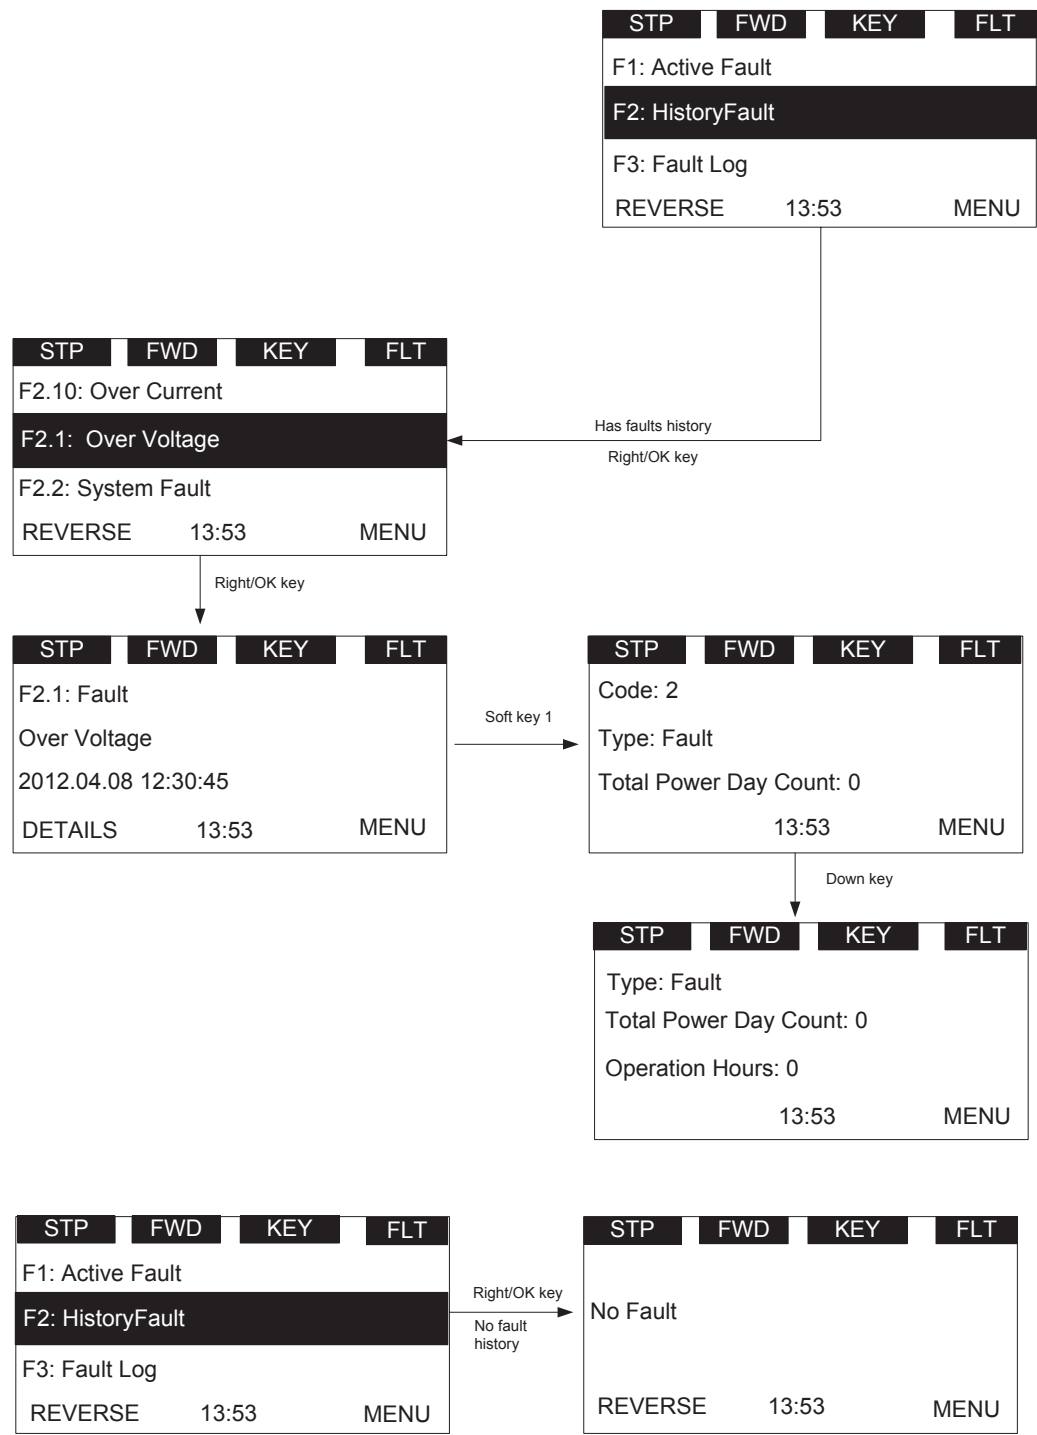 STP FWD KEY FLT
F1: Active Fault
F2: HistoryFault
F3: Fault Log
REVERSE 13:53 MENU
Has faults history
Right/OK key
STP FWD KEY FLT
F2.10: Over Current
F2.1: Over Voltage
F2.2: System Fault
REVERSE 13:53 MENU
Right/OK key
STP FWD KEY FLT
F2.1: Fault
Over Voltage
2012.04.08 12:30:45
DETAILS 13:53 MENU
Soft key 1
STP FWD KEY FLT
Code: 2
Type: Fault
Total Power Day Count: 0
13:53 MENU
Down key
STP FWD KEY FLT
Type: Fault
Total Power Day Count: 0
Operation Hours: 0
13:53 MENU
STP FWD KEY FLT
F1: Active Fault
F2: HistoryFault
F3: Fault Log
REVERSE 13:53 MENU
Right/OK key
No fault
history
STP FWD KEY FLT
No Fault
REVERSE 13:53 MENU